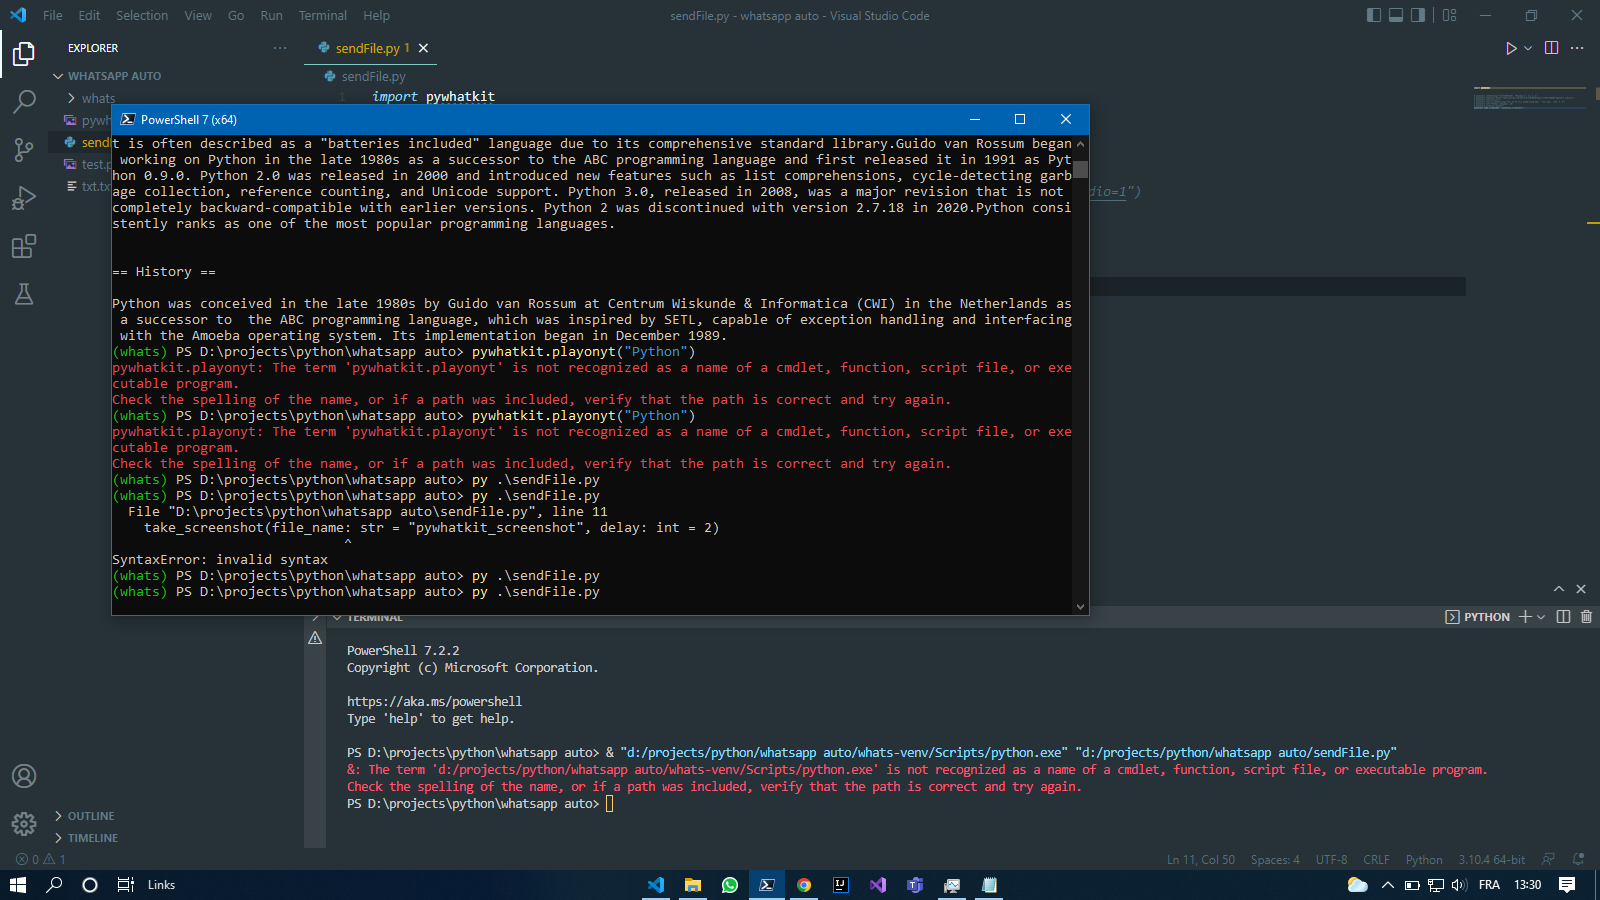 File Edit Selection View Go Run Terminal Help
sendFile.py - whatsapp auto - Visual Studio Code
EXPLORER
sendFile.py 1
WHATSAPP AUTO
sendFile.py
whats
1 import pywhatkit
pywh
PowerShell 7 (x64)
send
test.p
txt.tx
dio=1")
t is often described as a "batteries included" language due to its comprehensive standard library.Guido van Rossum began
working on Python in the late 1980s as a successor to the ABC programming language and first released it in 1991 as Pyt
hon 0.9.0. Python 2.0 was released in 2000 and introduced new features such as list comprehensions, cycle-detecting garb
age collection, reference counting, and Unicode support. Python 3.0, released in 2008, was a major revision that is not
completely backward-compatible with earlier versions. Python 2 was discontinued with version 2.7.18 in 2020.Python consi
stently ranks as one of the most popular programming languages.
== History ==
Python was conceived in the late 1980s by Guido van Rossum at Centrum Wiskunde & Informatica (CWI) in the Netherlands as
a successor to  the ABC programming language, which was inspired by SETL, capable of exception handling and interfacing
with the Amoeba operating system. Its implementation began in December 1989.
(whats) PS D:\projects\python\whatsapp auto> pywhatkit.playonyt("Python")
pywhatkit.playonyt: The term 'pywhatkit.playonyt' is not recognized as a name of a cmdlet, function, script file, or exe
cutable program.
Check the spelling of the name, or if a path was included, verify that the path is correct and try again.
(whats) PS D:\projects\python\whatsapp auto> pywhatkit.playonyt("Python")
pywhatkit.playonyt: The term 'pywhatkit.playonyt' is not recognized as a name of a cmdlet, function, script file, or exe
cutable program.
Check the spelling of the name, or if a path was included, verify that the path is correct and try again.
(whats) PS D:\projects\python\whatsapp auto> py .\sendFile.py
(whats) PS D:\projects\python\whatsapp auto> py .\sendFile.py
File "D:\projects\python\whatsapp auto\sendFile.py", line 11
take_screenshot(file_name: str = "pywhatkit_screenshot", delay: int = 2)
^
SyntaxError: invalid syntax
(whats) PS D:\projects\python\whatsapp auto> py .\sendFile.py
(whats) PS D:\projects\python\whatsapp auto> py .\sendFile.py
TERMINAL
PYTHON
PowerShell 7.2.2
Copyright (c) Microsoft Corporation.
https://aka.ms/powershell
Type 'help' to get help.
PS D:\projects\python\whatsapp auto> & "d:/projects/python/whatsapp auto/whats-venv/Scripts/python.exe" "d:/projects/python/whatsapp auto/sendFile.py"
&: The term 'd:/projects/python/whatsapp auto/whats-venv/Scripts/python.exe' is not recognized as a name of a cmdlet, function, script file, or executable program.
Check the spelling of the name, or if a path was included, verify that the path is correct and try again.
PS D:\projects\python\whatsapp auto>
OUTLINE
TIMELINE
0 1
Ln 11, Col 50 Spaces: 4 UTF-8 CRLF Python 3.10.4 64-bit
Links
FRA 13:30